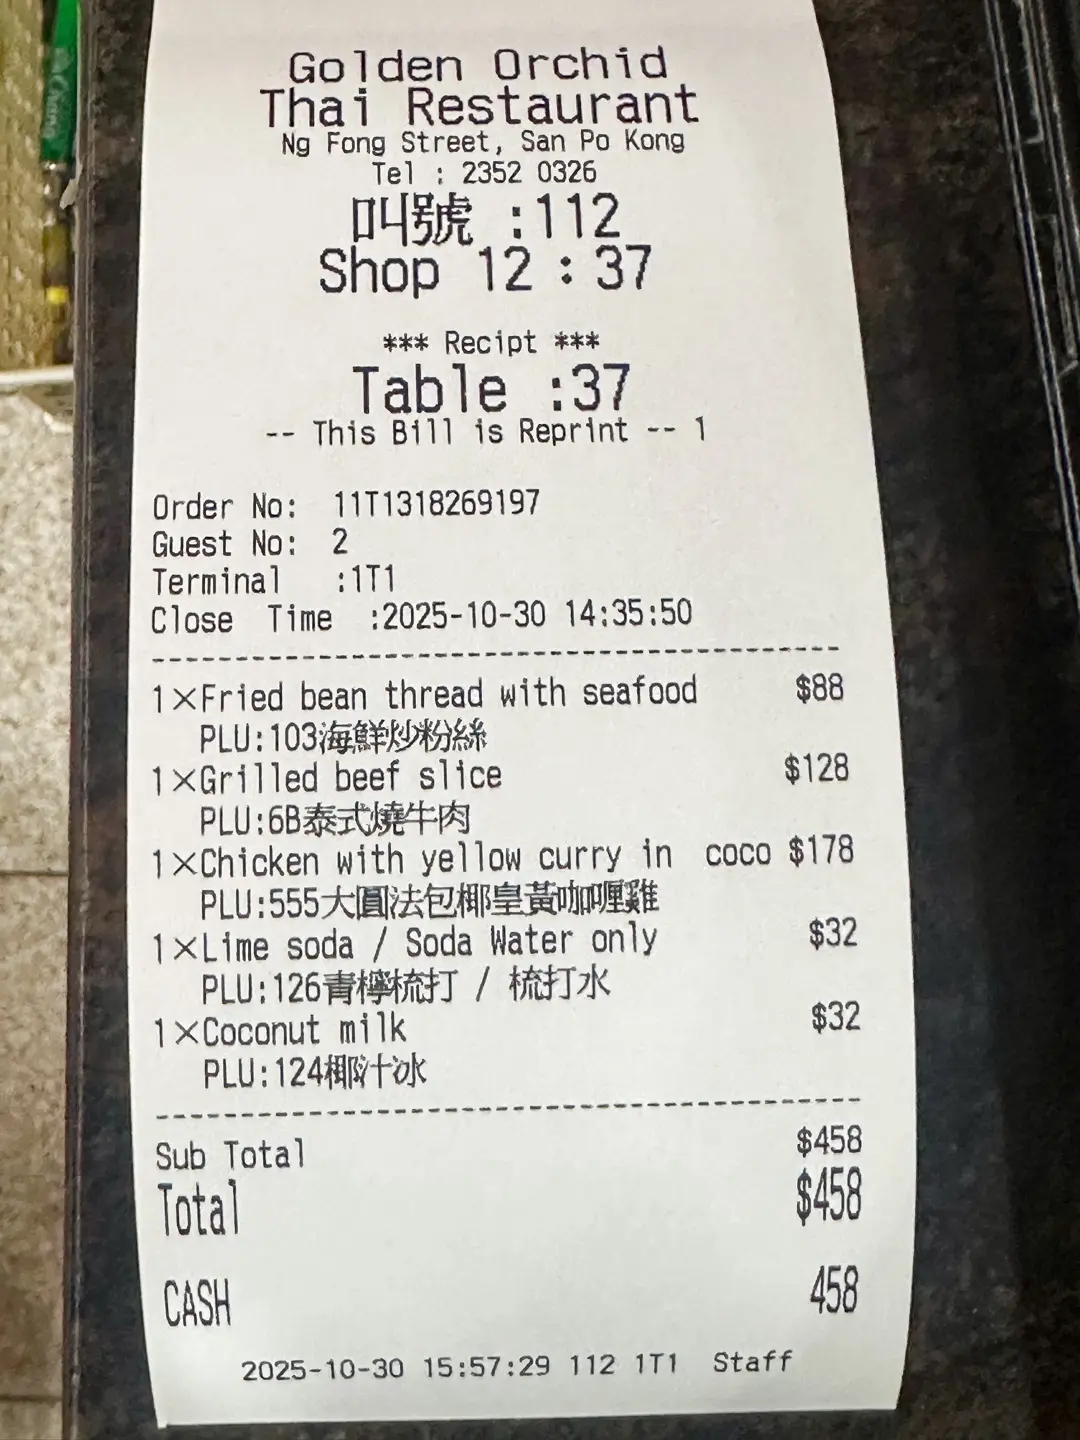 Golden Orchid
Thai Restaurant
Ng Fong Street, San Po Kong
Tel : 2352 0326
叫號 :112
Shop 12 : 37
*** Recipt ***
Table :37
-- This Bill is Reprint -- 1
Order No: 11T1318269197
Guest No: 2
Terminal :1T1
Close Time :2025-10-30 14:35:50
1×Fried bean thread with seafood $88
PLU:103海鮮炒粉絲
1×Grilled beef slice $128
PLU:6B泰式燒牛肉
1×Chicken with yellow curry in coco $178
PLU:555大圓法包椰皇黃咖喱雞
1×Lime soda / Soda Water only $32
PLU:126青檸梳打 / 梳打水
1×Coconut milk $32
PLU:124椰汁冰
Sub Total $458
Total $458
CASH 458
2025-10-30 15:57:29 112 1T1 Staff